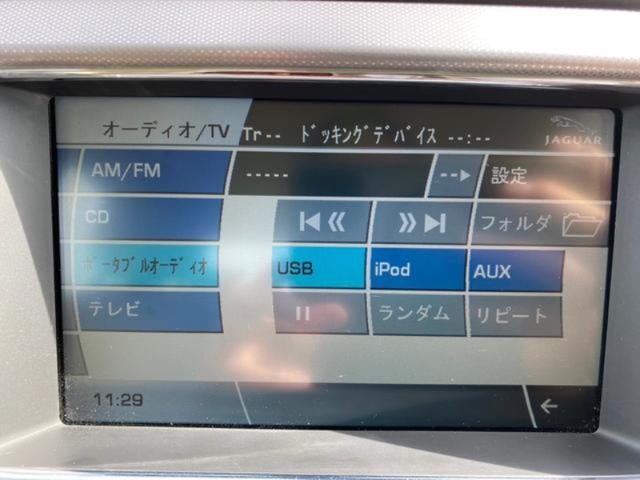 オーディオ/TV Tr-- ﾄﾞｯｷﾝｸﾞﾃﾞﾊﾞｲｽ --:-- JAGUAR
AM/FM ----- --▸ 設定
CD フォルダ
ﾎﾟｰﾀﾌﾞﾙｵｰﾃﾞｨｵ USB iPod AUX
テレビ ランダム リピート
11:29